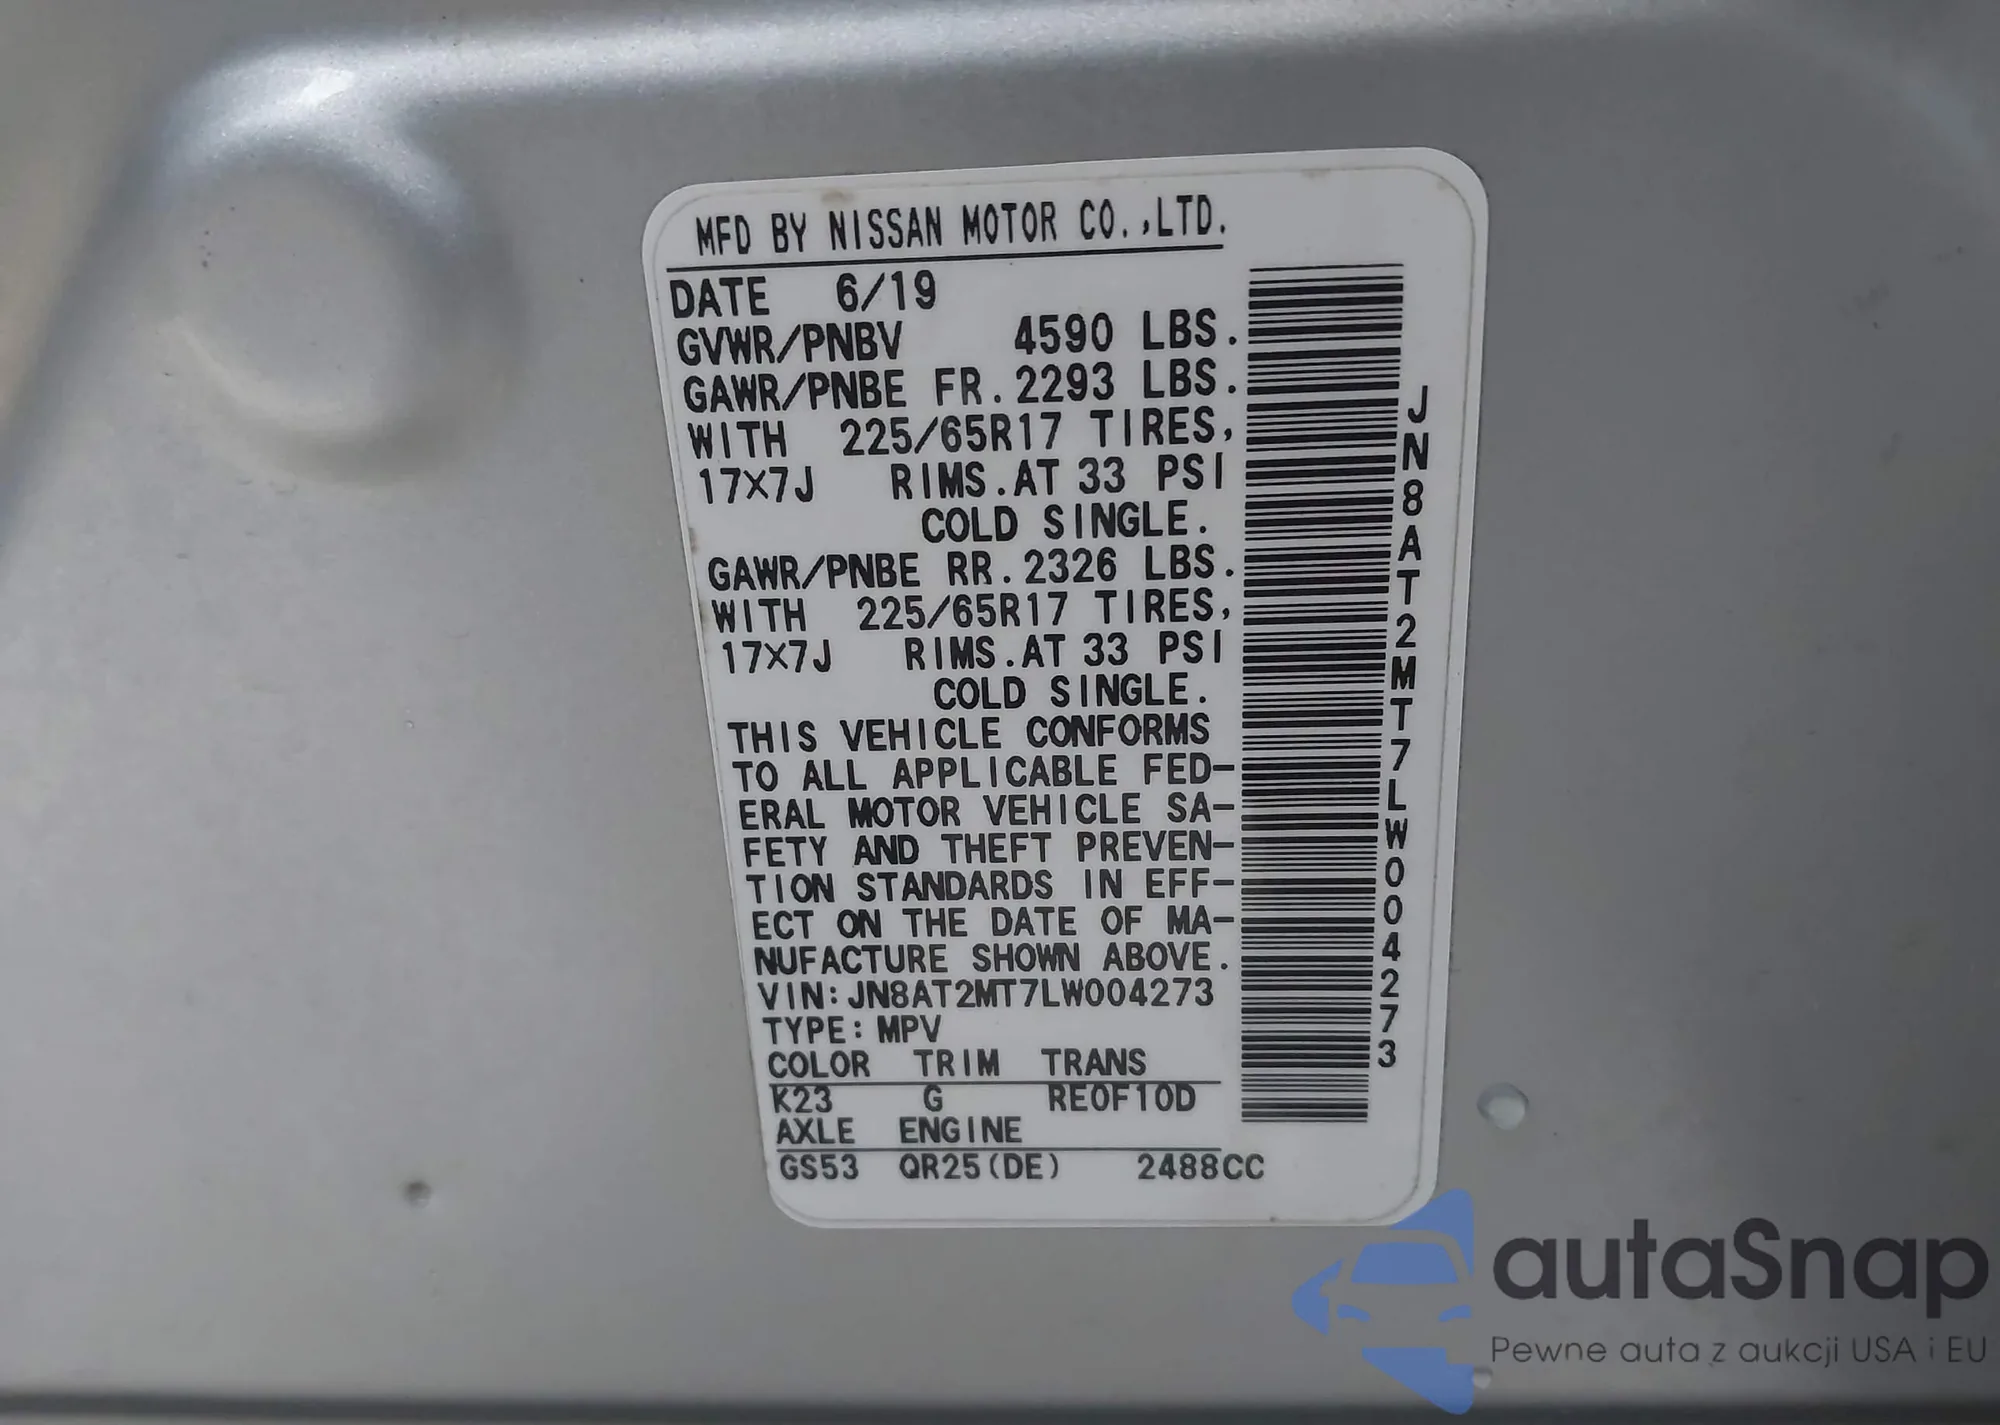 MFD BY NISSAN MOTOR CO.,LTD.
DATE 6/19
GVWR/PNBV 4590 LBS.
GAWR/PNBE FR. 2293 LBS.
WITH 225/65R17 TIRES,
17X7J RIMS. AT 33 PSI
COLD SINGLE.
GAWR/PNBE RR. 2326 LBS.
WITH 225/65R17 TIRES,
17X7J RIMS. AT 33 PSI
COLD SINGLE.
THIS VEHICLE CONFORMS
TO ALL APPLICABLE FED-
ERAL MOTOR VEHICLE SA-
FETY AND THEFT PREVEN-
TION STANDARDS IN EFF-
ECT ON THE DATE OF MA-
NUFACTURE SHOWN ABOVE.
VIN: JN8AT2MT7LW004273
TYPE: MPV
COLOR TRIM TRANS
K23 G RE0F10D
AXLE ENGINE
GS53 QR25(DE) 2488CC
JN8AT2MT7LW004273
autaSnap
Pewne auta z aukcji USA i EU